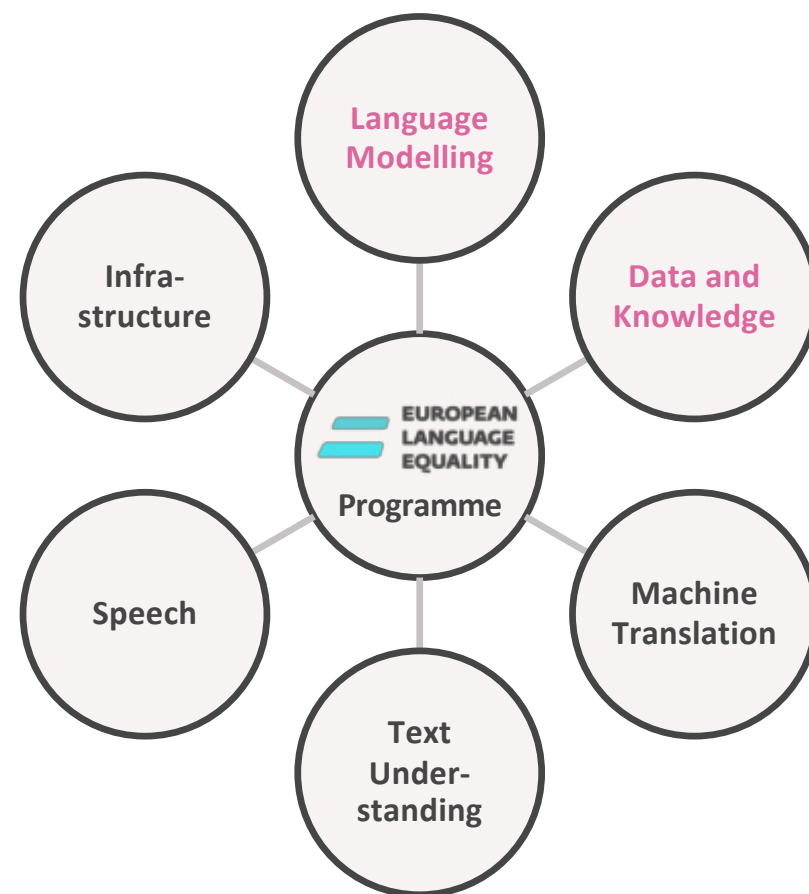 Language
Modelling
Infra-
structure
Data and
Knowledge
EUROPEAN
LANGUAGE
EQUALITY
Programme
Speech
Machine
Translation
Text
Under-
standing